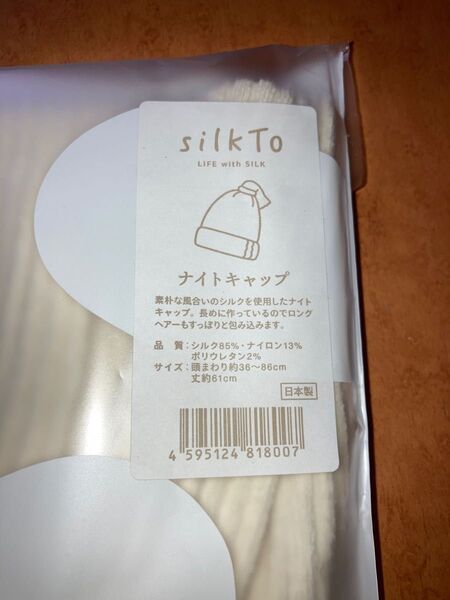 silkTo
LIFE with SILK
ナイトキャップ
素朴な風合いのシルクを使用したナイト
キャップ。長めに作っているのでロング
ヘアーもすっぽりと包み込みます。
品　質：シルク85%・ナイロン13%
ポリウレタン2%
サイズ：頭まわり約36〜86cm
丈約61cm
日本製
4 595124 818007